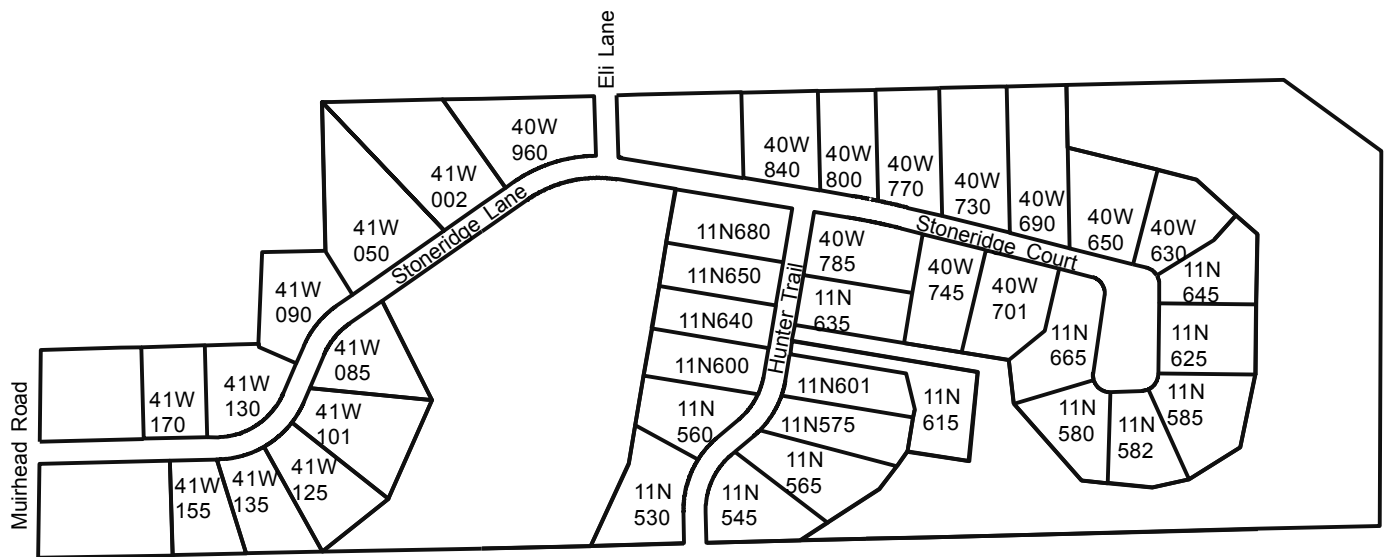 Eli Lane
40W
960
41W
002
41W
050
Stoneridge Lane
41W
090
41W
085
41W
130
41W
170
41W
101
41W
125
41W
135
41W
155
Muirhead Road
40W
840
40W
800
40W
770
40W
730
40W
690
40W
650
40W
630
Stoneridge Court
11N680
11N650
11N640
11N600
11N
560
11N
530
Hunter Trail
40W
785
11N
635
40W
745
40W
701
11N
665
11N
645
11N
625
11N
585
11N
582
11N
580
11N601
11N575
11N
615
11N
565
11N
545